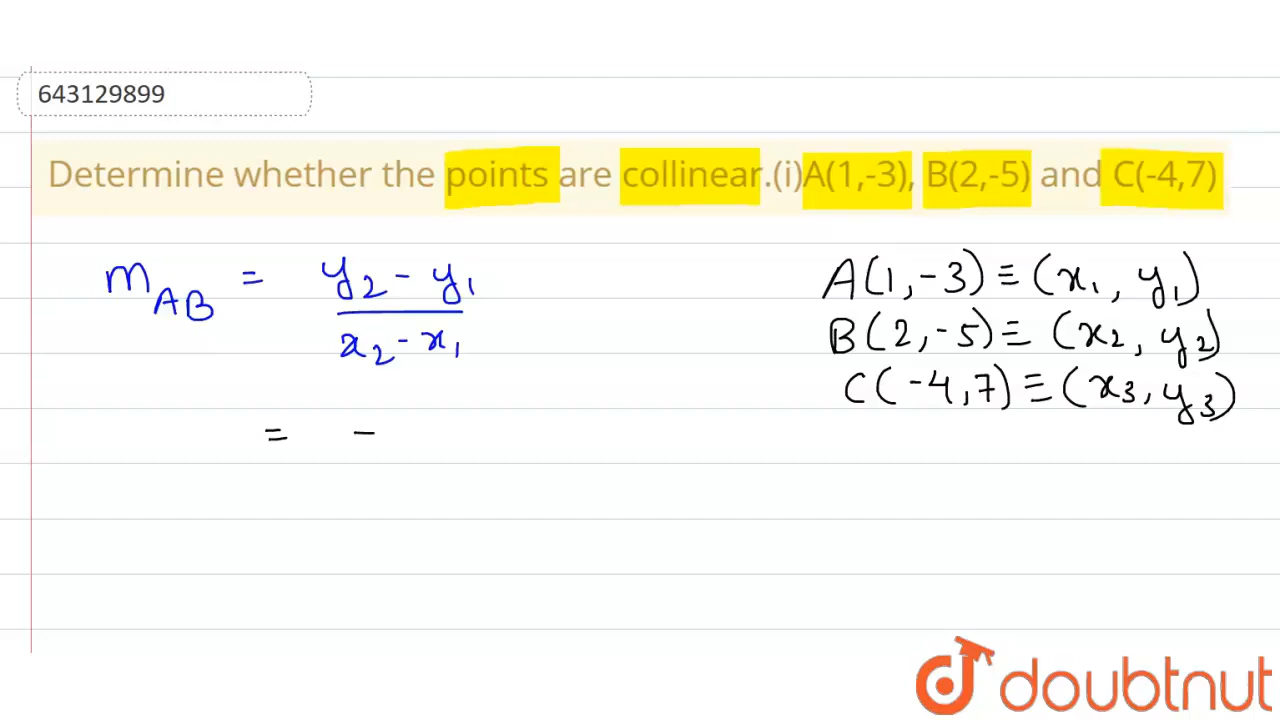 643129899
Determine whether the points are collinear.(i)A(1,-3), B(2,-5) and C(-4,7)
m_AB = y₂ - y₁
x₂ - x₁
= -
A(1,-3) ≡ (x₁, y₁)
B(2,-5) ≡ (x₂, y₂)
C(-4,7) ≡ (x₃, y₃)
doubtnut